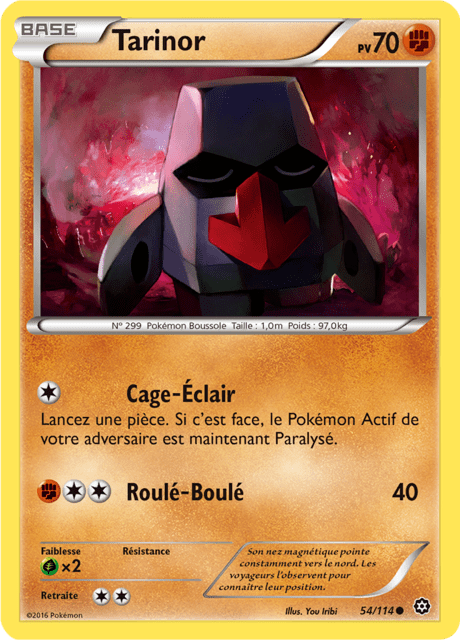 BASE
Tarinor
PV70
N° 299 Pokémon Boussole Taille : 1,0m Poids : 97,0kg
Cage-Éclair
Lancez une pièce. Si c'est face, le Pokémon Actif de
votre adversaire est maintenant Paralysé.
Roulé-Boulé 40
Faiblesse Résistance
×2
Retraite
Son nez magnétique pointe
constamment vers le nord. Les
voyageurs l'observent pour
connaître leur position.
©2016 Pokémon
Illus. You Iribi 54/114